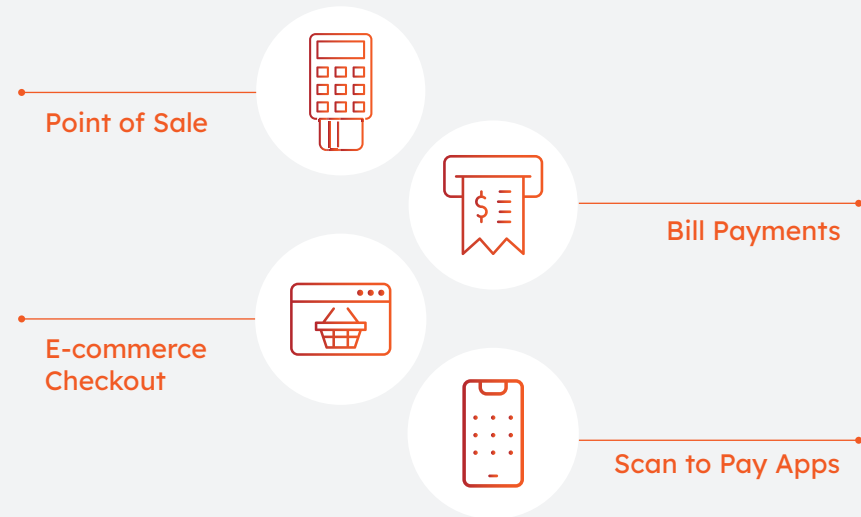 Point of Sale
$
Bill Payments
E-commerce
Checkout
Scan to Pay Apps